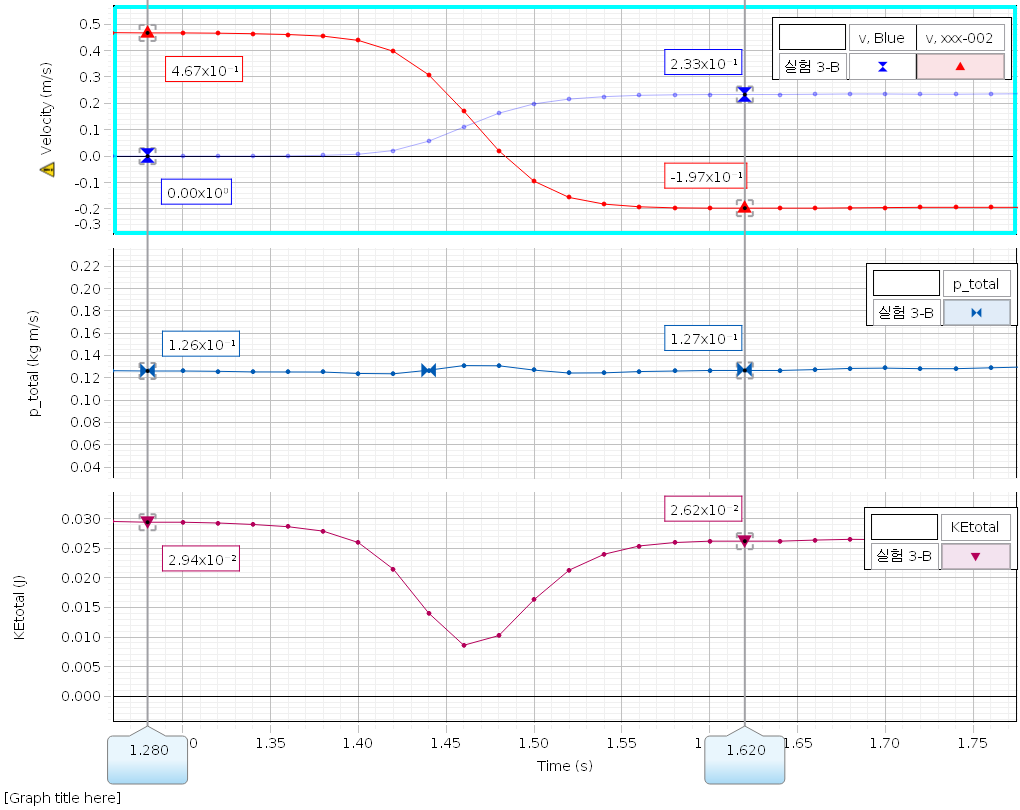 Velocity (m/s)
0.5
0.4
0.3
0.2
0.1
0.0
-0.1
-0.2
-0.3
4.67x10⁻¹
0.00x10⁰
2.33x10⁻¹
-1.97x10⁻¹
v, Blue v, xxx-002
실험 3-B
p_total (kg m/s)
0.22
0.20
0.18
0.16
0.14
0.12
0.10
0.08
0.06
0.04
1.26x10⁻¹
1.27x10⁻¹
p_total
실험 3-B
KEtotal (J)
0.030
0.025
0.020
0.015
0.010
0.005
0.000
2.94x10⁻²
2.62x10⁻²
KEtotal
실험 3-B
1.280 0 1.35 1.40 1.45 1.50 1.55 1 1.620 1.65 1.70 1.75
Time (s)
[Graph title here]